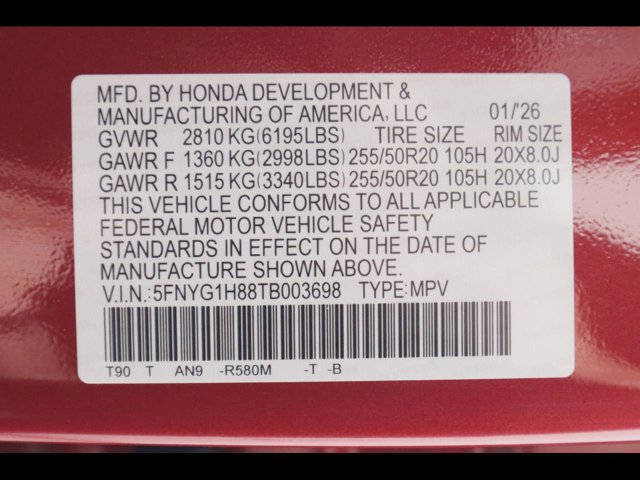 MFD. BY HONDA DEVELOPMENT &
MANUFACTURING OF AMERICA, LLC 01/'26
GVWR 2810 KG(6195LBS) TIRE SIZE RIM SIZE
GAWR F 1360 KG(2998LBS) 255/50R20 105H 20X8.0J
GAWR R 1515 KG(3340LBS) 255/50R20 105H 20X8.0J
THIS VEHICLE CONFORMS TO ALL APPLICABLE
FEDERAL MOTOR VEHICLE SAFETY
STANDARDS IN EFFECT ON THE DATE OF
MANUFACTURE SHOWN ABOVE.
V.I.N.:5FNYG1H88TB003698 TYPE:MPV
T90 T AN9 -R580M -T -B